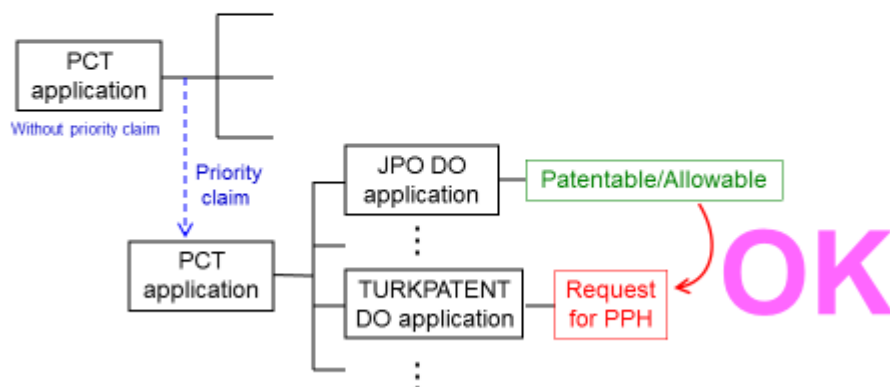 PCT
application
Without priority claim
Priority
claim
JPO DO
application
Patentable/Allowable
PCT
application
TURKPATENT
DO application
Request
for PPH
OK